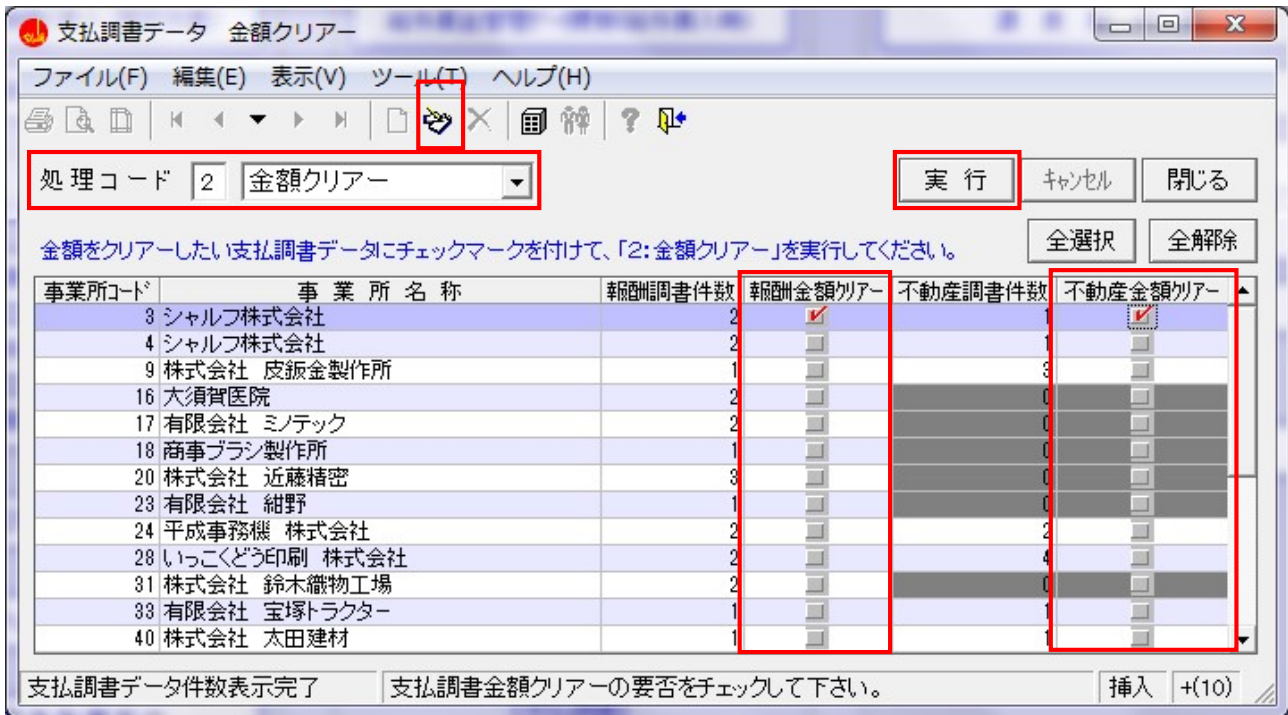 支払調書データ 金額クリアー
ファイル(F) 編集(E) 表示(V) ツール(T) ヘルプ(H)
処理コード 2 金額クリアー 実 行 キャンセル 閉じる
金額をクリアーしたい支払調書データにチェックマークを付けて、「2:金額クリアー」を実行してください。 全選択 全解除
事業所コード 事 業 所 名 称 報酬調書件数 報酬金額クリアー 不動産調書件数 不動産金額クリアー
3 シャルフ株式会社 2 1
4 シャルフ株式会社 2 1
9 株式会社 皮鈑金製作所 1 3
16 大須賀医院 2 0
17 有限会社 ミノテック 2 0
18 商事ブラシ製作所 1 0
20 株式会社 近藤精密 3 0
23 有限会社 紺野 1 0
24 平成事務機 株式会社 2 2
28 いっこくどう印刷 株式会社 2 4
31 株式会社 鈴木織物工場 2 0
33 有限会社 宝塚トラクター 1 1
40 株式会社 太田建材 1 1
支払調書データ件数表示完了 支払調書金額クリアーの要否をチェックして下さい。 挿入 +(10)